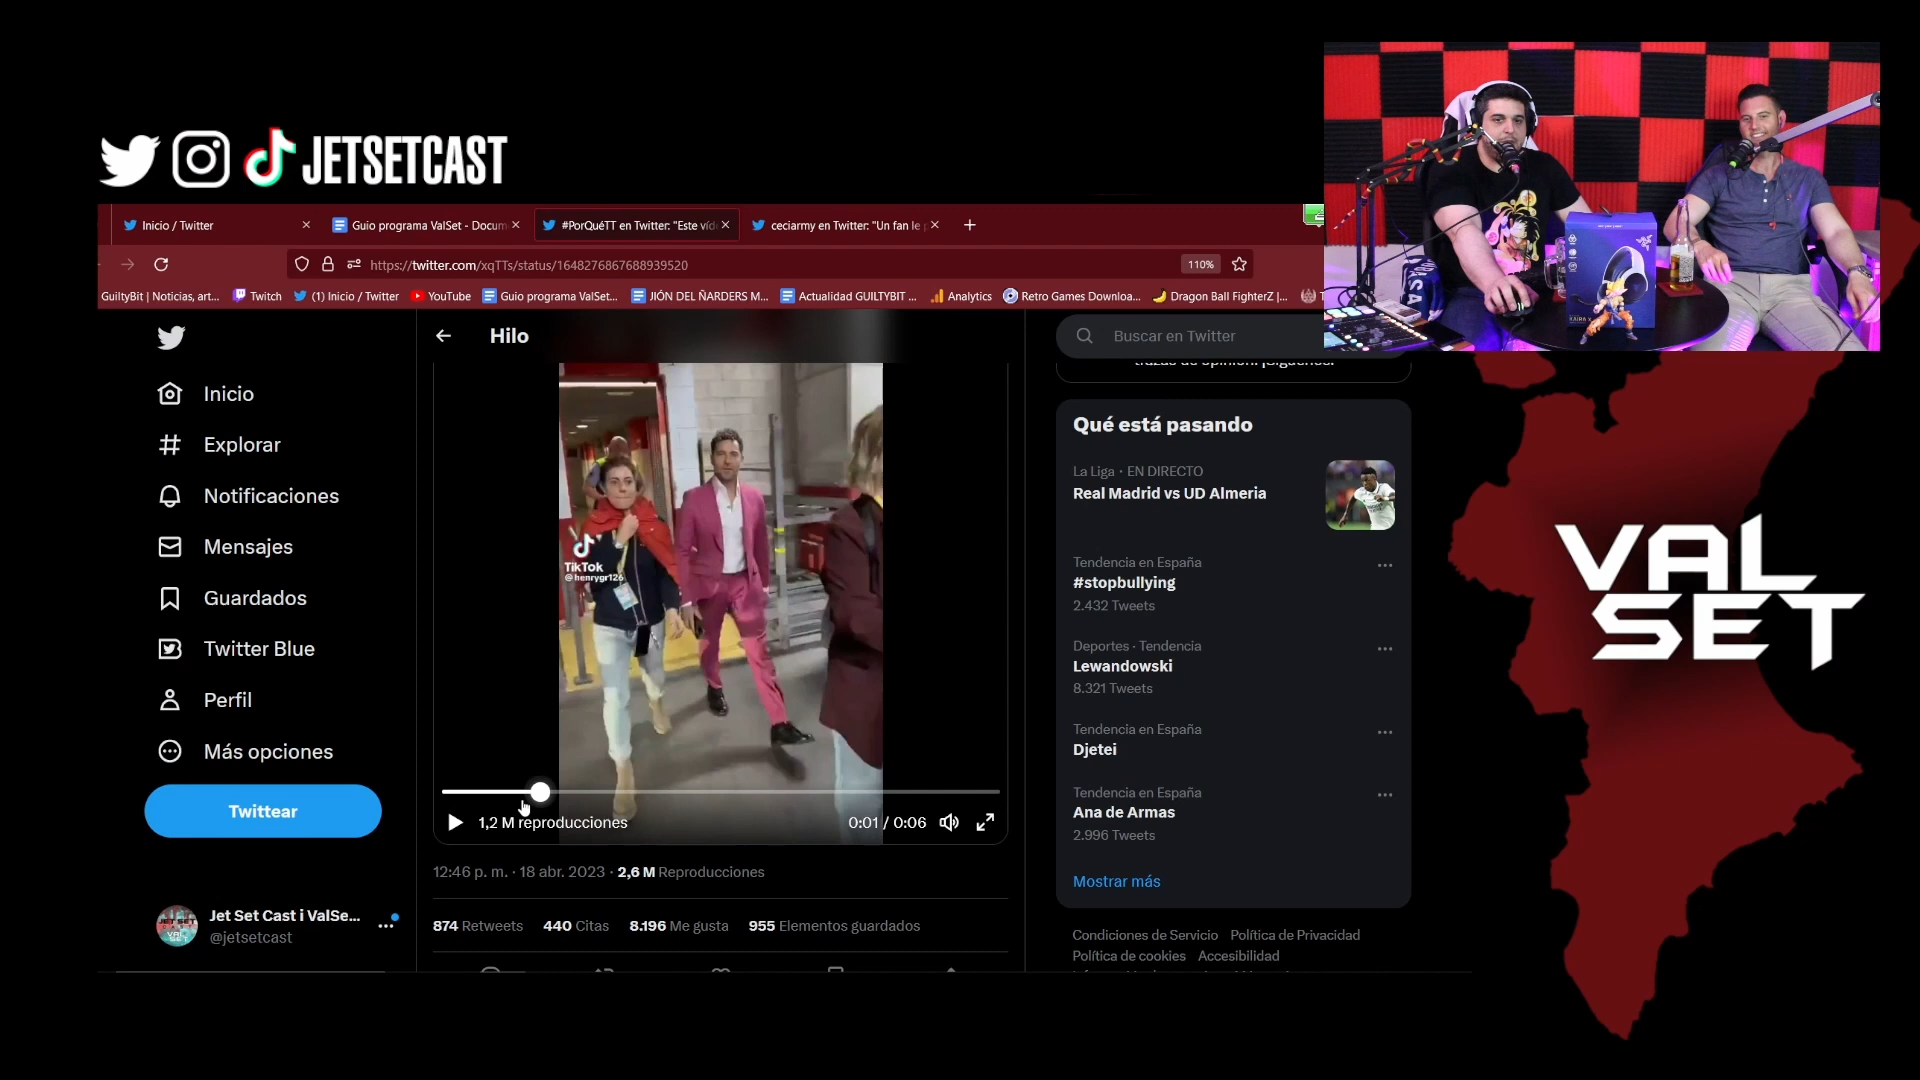 JETSETCAST
Inicio / Twitter
Guio programa ValSet - Docum
#PorQuéTT en Twitter: "Este víd
ceciarmy en Twitter: "Un fan le
https://twitter.com/xqTTs/status/1648276867688939520
110%
GuiltyBit | Noticias, art...
Twitch
(1) Inicio / Twitter
YouTube
Guio programa ValSet...
JIÓN DEL ÑARDERS M...
Actualidad GUILTYBIT ...
Analytics
Retro Games Downloa...
Dragon Ball FighterZ |...
Hilo
Buscar en Twitter
Inicio
Explorar
Notificaciones
Mensajes
Guardados
Twitter Blue
Perfil
Más opciones
Twittear
Jet Set Cast i ValSe...
@jetsetcast
TikTok
@henrygr126
1,2 M reproducciones
0:01 / 0:06
12:46 p. m. · 18 abr. 2023 · 2,6 M Reproducciones
874 Retweets 440 Citas 8.196 Me gusta 955 Elementos guardados
Qué está pasando
La Liga · EN DIRECTO
Real Madrid vs UD Almeria
Tendencia en España
#stopbullying
2.432 Tweets
Deportes · Tendencia
Lewandowski
8.321 Tweets
Tendencia en España
Djetei
Tendencia en España
Ana de Armas
2.996 Tweets
Mostrar más
Condiciones de Servicio Política de Privacidad
Política de cookies Accesibilidad
VAL
SET